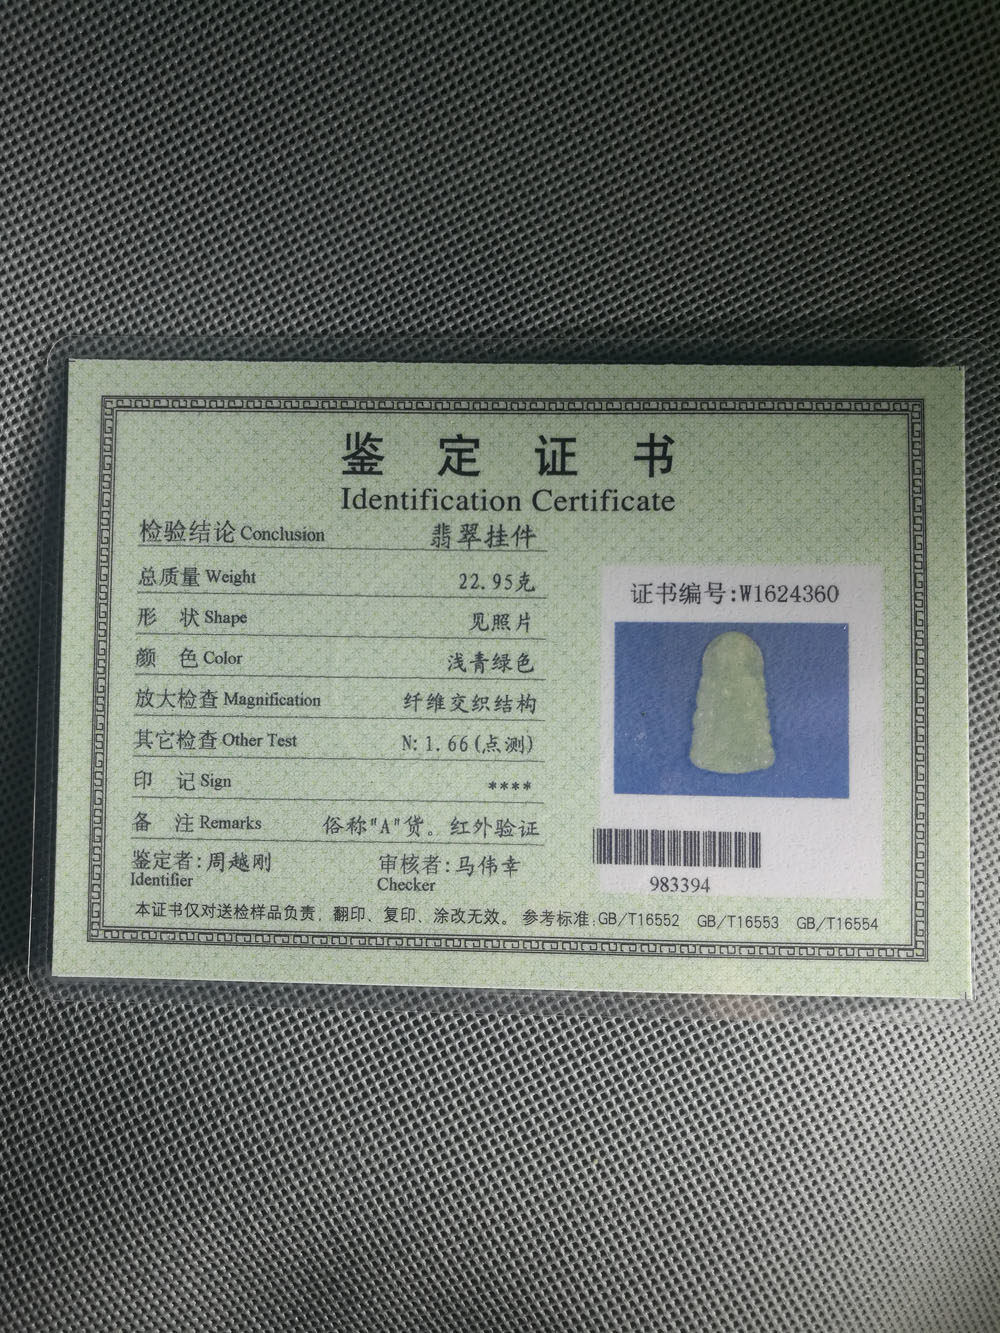 鉴定证书
Identification Certificate
检验结论 Conclusion 翡翠挂件
总质量 Weight 22.95克
形 状 Shape 见照片
颜 色 Color 浅青绿色
放大检查 Magnification 纤维交织结构
其它检查 Other Test N:1.66(点测)
印 记 Sign ****
备 注 Remarks 俗称"A"货。红外验证
鉴定者:周越刚 审核者:马伟幸
Identifier Checker
本证书仅对送检样品负责，翻印、复印、涂改无效。 参考标准:GB/T16552 GB/T16553 GB/T16554
证书编号:W1624360
983394